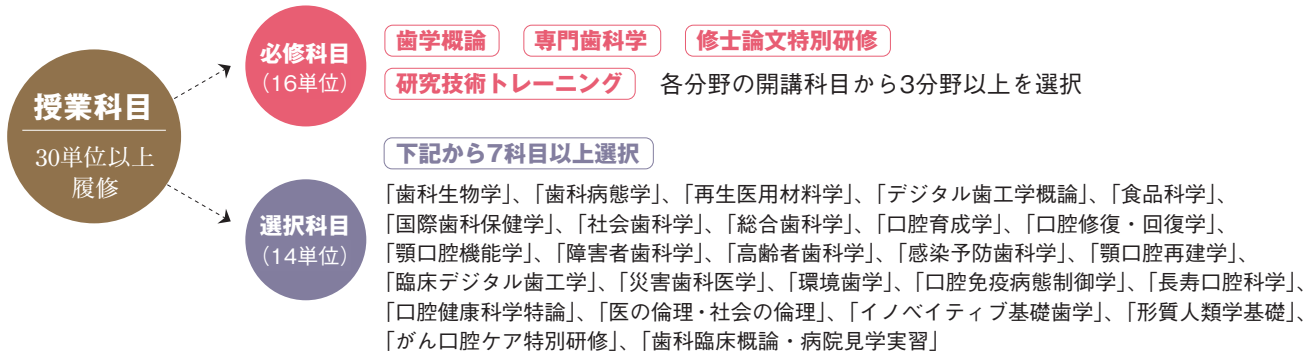 授業科目
30単位以上
履修
必修科目
(16単位)
歯学概論 専門歯科学 修士論文特別研修
研究技術トレーニング 各分野の開講科目から3分野以上を選択
選択科目
(14単位)
下記から7科目以上選択
「歯科生物学」、「歯科病態学」、「再生医用材料学」、「デジタル歯工学概論」、「食品科学」、
「国際歯科保健学」、「社会歯科学」、「総合歯科学」、「口腔育成学」、「口腔修復・回復学」、
「顎口腔機能学」、「障害者歯科学」、「高齢者歯科学」、「感染予防歯科学」、「顎口腔再建学」、
「臨床デジタル歯工学」、「災害歯科医学」、「環境歯学」、「口腔免疫病態制御学」、「長寿口腔科学」、
「口腔健康科学特論」、「医の倫理・社会の倫理」、「イノベイティブ基礎歯学」、「形質人類学基礎」、
「がん口腔ケア特別研修」、「歯科臨床概論・病院見学実習」